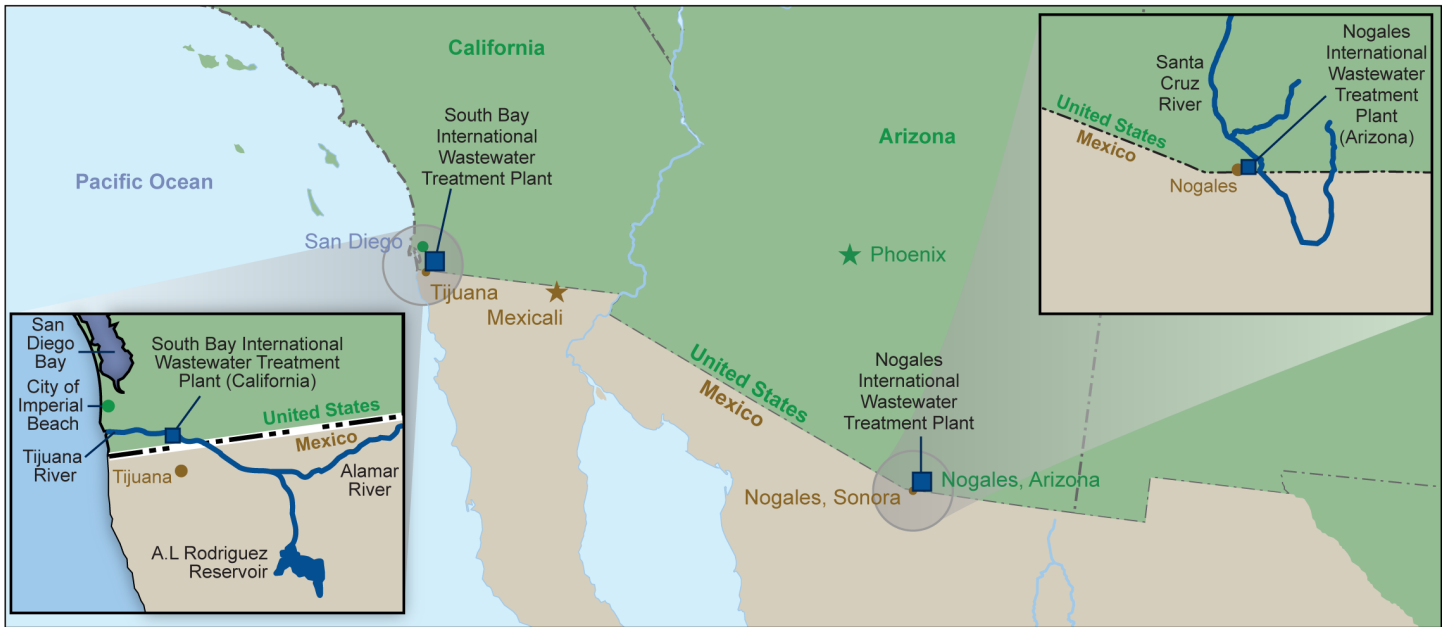 California
South Bay
International
Wastewater
Treatment Plant
Arizona
Pacific Ocean
San Diego
Phoenix
Tijuana
Mexicali
United States
Mexico
Nogales
International
Wastewater
Treatment Plant
Nogales, Sonora
Nogales, Arizona
Nogales
International
Wastewater
Treatment
Plant
(Arizona)
Santa
Cruz
River
United States
Mexico
Nogales
San
Diego
Bay
South Bay International
Wastewater Treatment
Plant (California)
City of
Imperial
Beach
United States
Mexico
Tijuana
River
Tijuana
Alamar
River
A.L Rodriguez
Reservoir